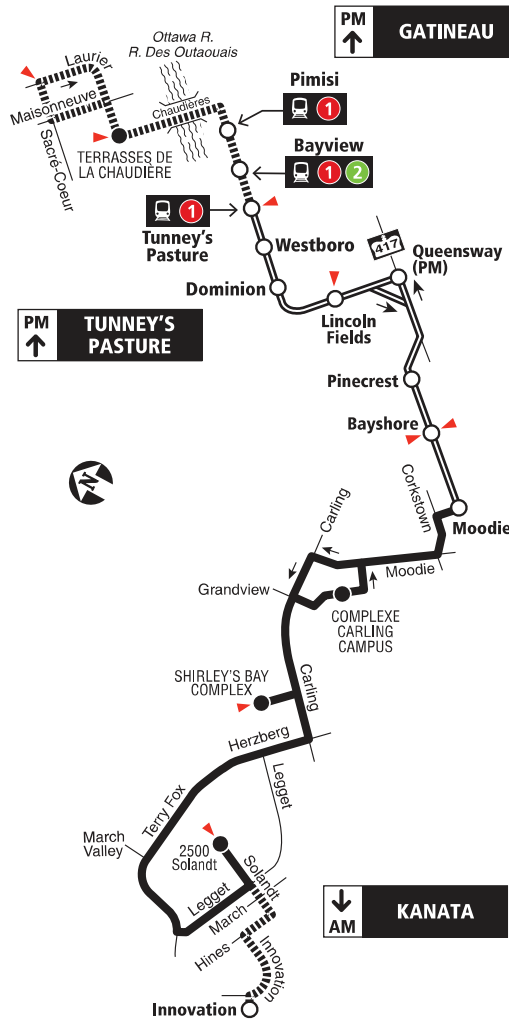 PM
GATINEAU
Ottawa R.
R. Des Outaouais
Laurier
Maisonneuve
Sacré-Coeur
Chaudières
TERRASSES DE
LA CHAUDIÈRE
Pimisi
1
Bayview
1 2
1
Tunney's
Pasture
Westboro
417
Queensway
(PM)
Dominion
Lincoln
Fields
PM
TUNNEY'S
PASTURE
Pinecrest
Bayshore
N
Corkstown
Moodie
Carling
Moodie
Grandview
COMPLEXE
CARLING
CAMPUS
SHIRLEY'S BAY
COMPLEX
Carling
Herzberg
Legget
Terry Fox
March
Valley
2500
Solandt
Solandt
Legget
March
Hines
Innovation
Innovation
AM
KANATA